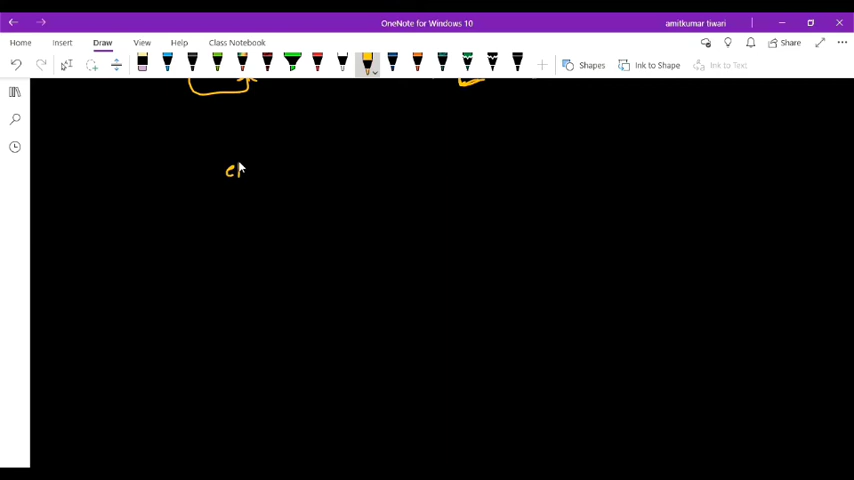 OneNote for Windows 10
amitkumar tiwari
Home Insert Draw View Help Class Notebook
Share
Shapes Ink to Shape Ink to Text